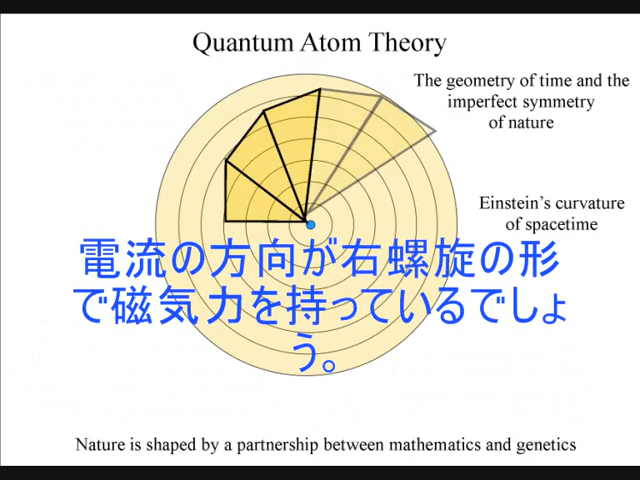 Quantum Atom Theory
The geometry of time and the
imperfect symmetry
of nature
Einstein's curvature
of spacetime
電流の方向が右螺旋の形
で磁気力を持っているでしょ
う。
Nature is shaped by a partnership between mathematics and genetics